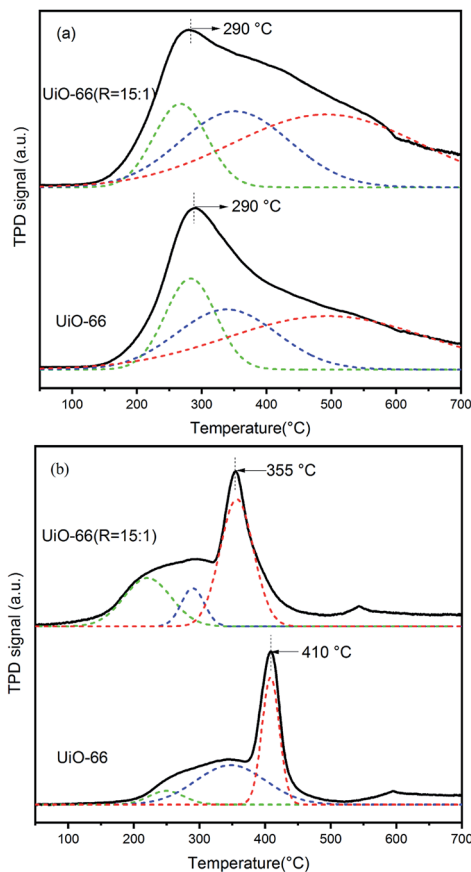 (a)
290 °C
UiO-66(R=15:1)
290 °C
UiO-66
TPD signal (a.u.)
100 200 300 400 500 600 700
Temperature(°C)
(b)
355 °C
UiO-66(R=15:1)
410 °C
UiO-66
TPD signal (a.u.)
100 200 300 400 500 600 700
Temperature(°C)